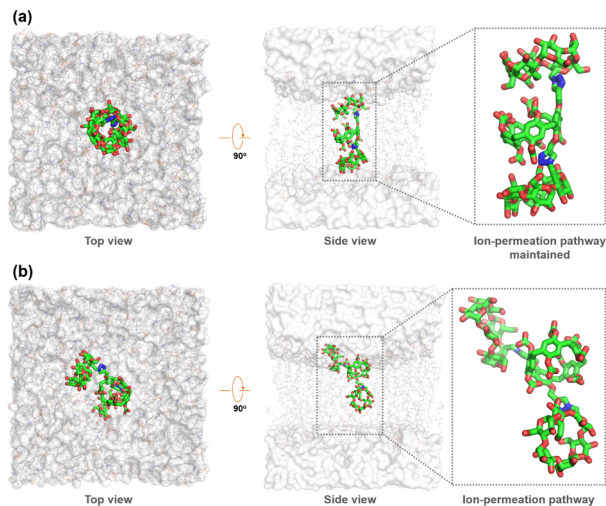 (a)
90°
Top view
Side view
Ion-permeation pathway
maintained
(b)
90°
Top view
Side view
Ion-permeation pathway